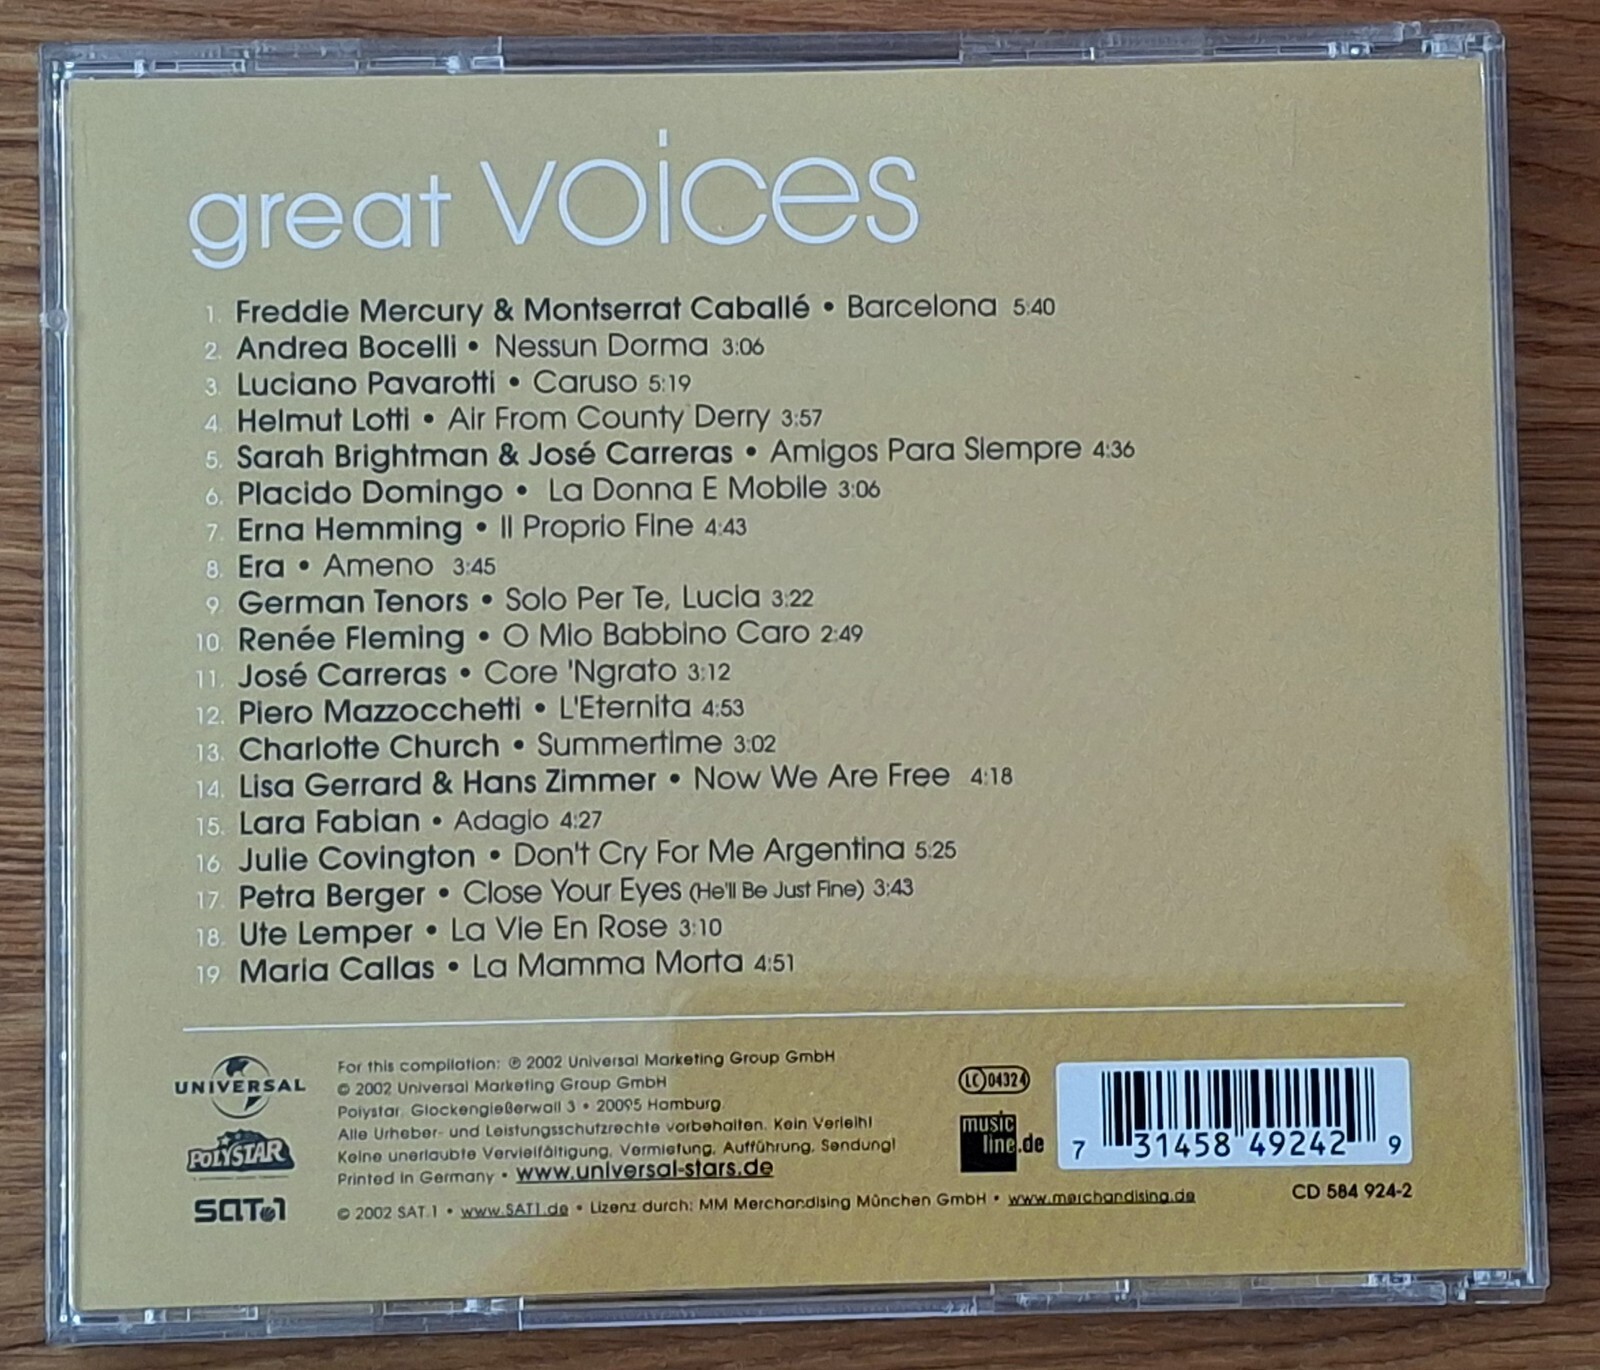 great voices
1. Freddie Mercury & Montserrat Caballé • Barcelona 5:40
2. Andrea Bocelli • Nessun Dorma 3:06
3. Luciano Pavarotti • Caruso 5:19
4. Helmut Lotti • Air From County Derry 3:57
5. Sarah Brightman & José Carreras • Amigos Para Siempre 4:36
6. Placido Domingo • La Donna E Mobile 3:06
7. Erna Hemming • Il Proprio Fine 4:43
8. Era • Ameno 3:45
9. German Tenors • Solo Per Te, Lucia 3:22
10. Renée Fleming • O Mio Babbino Caro 2:49
11. José Carreras • Core 'Ngrato 3:12
12. Piero Mazzocchetti • L'Eternita 4:53
13. Charlotte Church • Summertime 3:02
14. Lisa Gerrard & Hans Zimmer • Now We Are Free 4:18
15. Lara Fabian • Adagio 4:27
16. Julie Covington • Don't Cry For Me Argentina 5:25
17. Petra Berger • Close Your Eyes (He'll Be Just Fine) 3:43
18. Ute Lemper • La Vie En Rose 3:10
19. Maria Callas • La Mamma Morta 4:51
UNIVERSAL
POLYSTAR
SAT.1
For this compilation: ℗ 2002 Universal Marketing Group GmbH
© 2002 Universal Marketing Group GmbH
Polystar, Glockengießerwall 3 • 20095 Hamburg.
Alle Urheber- und Leistungsschutzrechte vorbehalten. Kein Verleih!
Keine unerlaubte Vervielfältigung, Vermietung, Aufführung, Sendung!
Printed in Germany • www.universal-stars.de
© 2002 SAT.1 • www.SAT1.de • Lizenz durch: MM Merchandising München GmbH • www.merchandising.de
LC 04324
music
line.de
7 31458 49242 9
CD 584 924-2